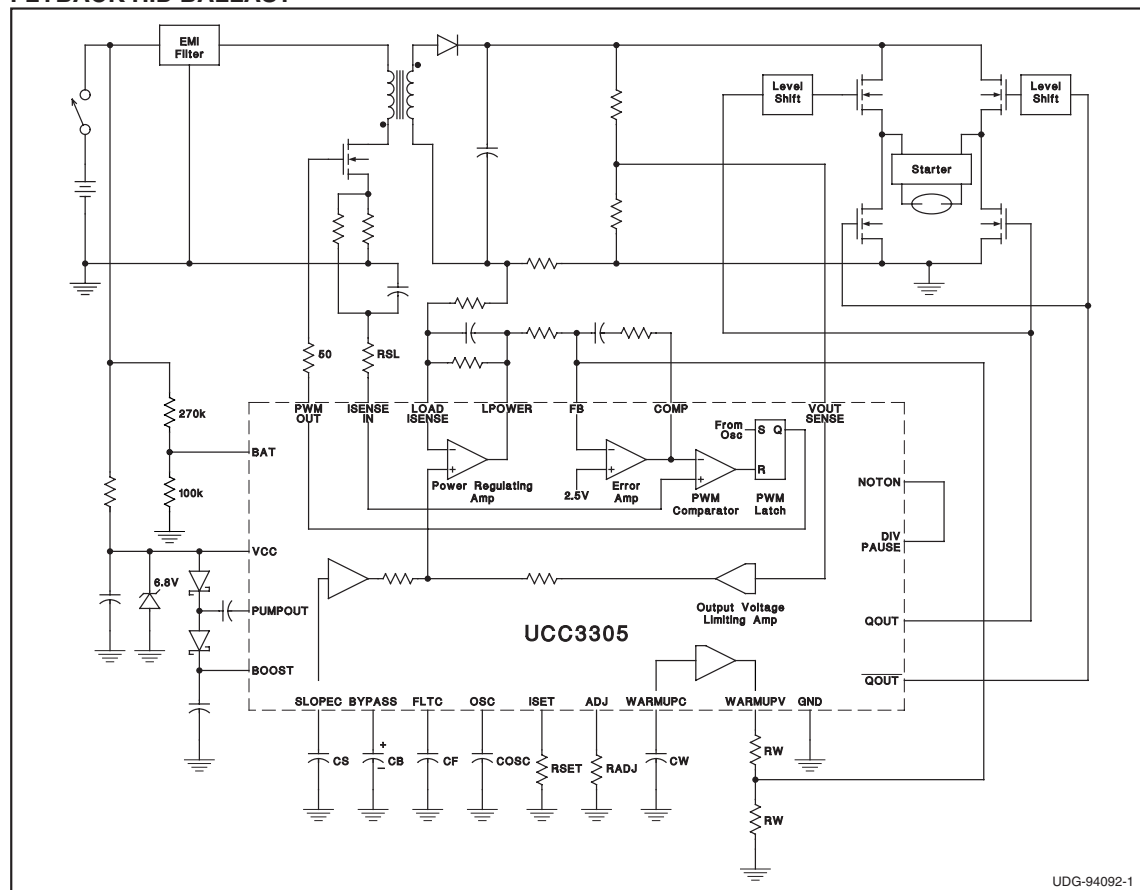 FLYBACK HID BALLAST
EMI
Filter
Level
Shift
Level
Shift
Starter
50
RSL
270k
100k
PWM
OUT
ISENSE
IN
LOAD
ISENSE
LPOWER
FB
COMP
VOUT
SENSE
BAT
From
Osc
S Q
R
Power Regulating
Amp
2.5V
Error
Amp
PWM
Comparator
PWM
Latch
NOTON
DIV
PAUSE
VCC
6.8V
PUMPOUT
BOOST
Output Voltage
Limiting Amp
UCC3305
QOUT
QOUT
SLOPEC
BYPASS
FLTC
OSC
ISET
ADJ
WARMUPC
WARMUPV
GND
CS
+
CB
–
CF
COSC
RSET
RADJ
CW
RW
RW
UDG-94092-1